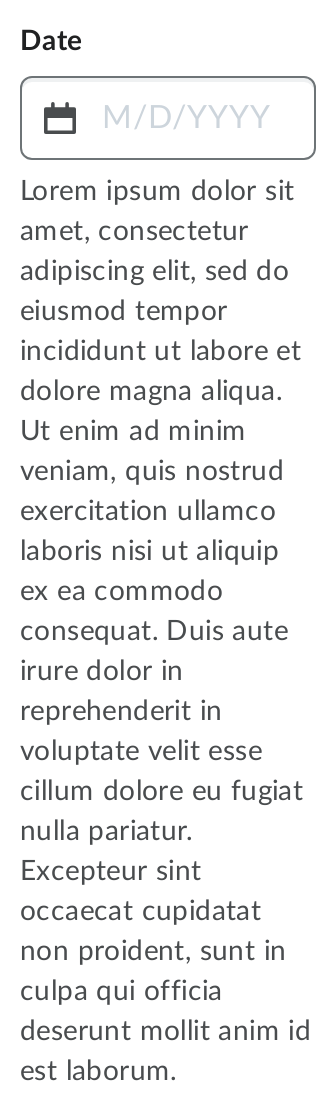 Date
M/D/YYYY
Lorem ipsum dolor sit
amet, consectetur
adipiscing elit, sed do
eiusmod tempor
incididunt ut labore et
dolore magna aliqua.
Ut enim ad minim
veniam, quis nostrud
exercitation ullamco
laboris nisi ut aliquip
ex ea commodo
consequat. Duis aute
irure dolor in
reprehenderit in
voluptate velit esse
cillum dolore eu fugiat
nulla pariatur.
Excepteur sint
occaecat cupidatat
non proident, sunt in
culpa qui officia
deserunt mollit anim id
est laborum.